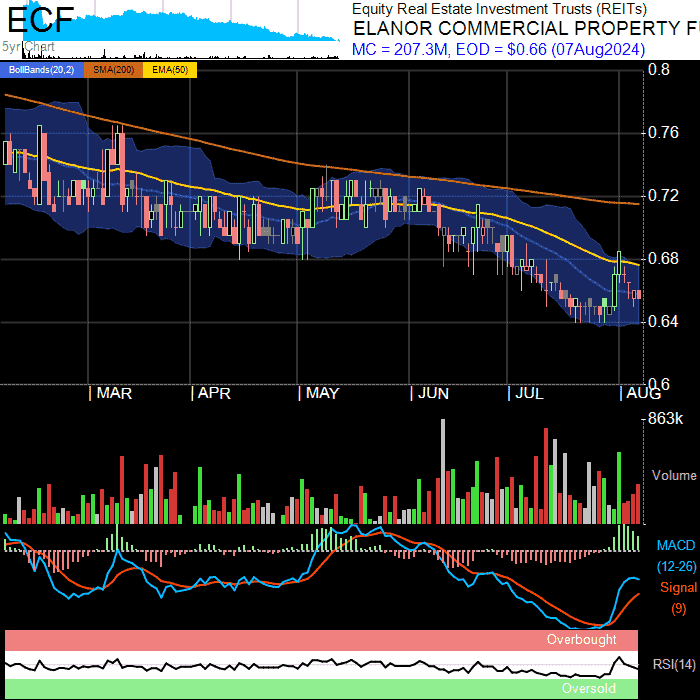 ECF
5yr Chart
Equity Real Estate Investment Trusts (REITs)
ELANOR COMMERCIAL PROPERTY F
MC = 207.3M, EOD = $0.66 (07Aug2024)
BollBands(20,2) SMA(200) EMA(50)
0.8
0.76
0.72
0.68
0.64
0.6
MAR APR MAY JUN JUL AUG
863k
Volume
MACD
(12-26)
Signal
(9)
Overbought
RSI(14)
Oversold